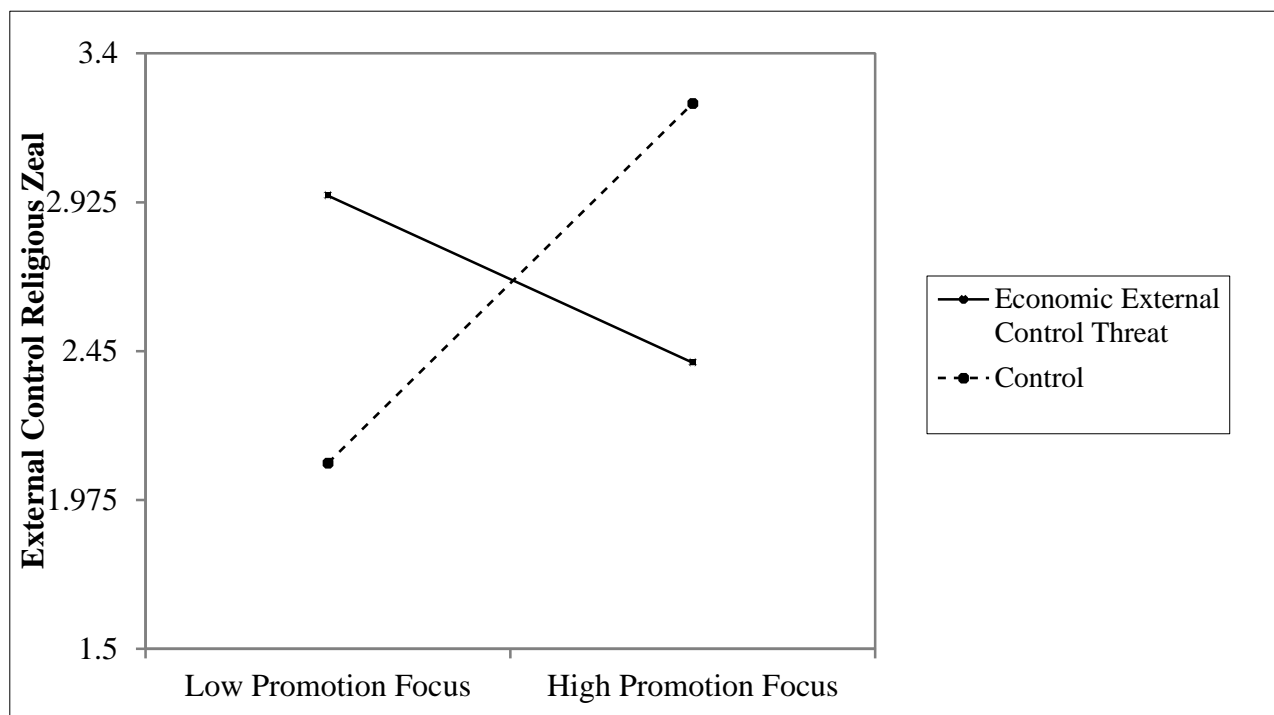 External Control Religious Zeal
3.4
2.925
2.45
1.975
1.5
Low Promotion Focus
High Promotion Focus
Economic External
Control Threat
Control